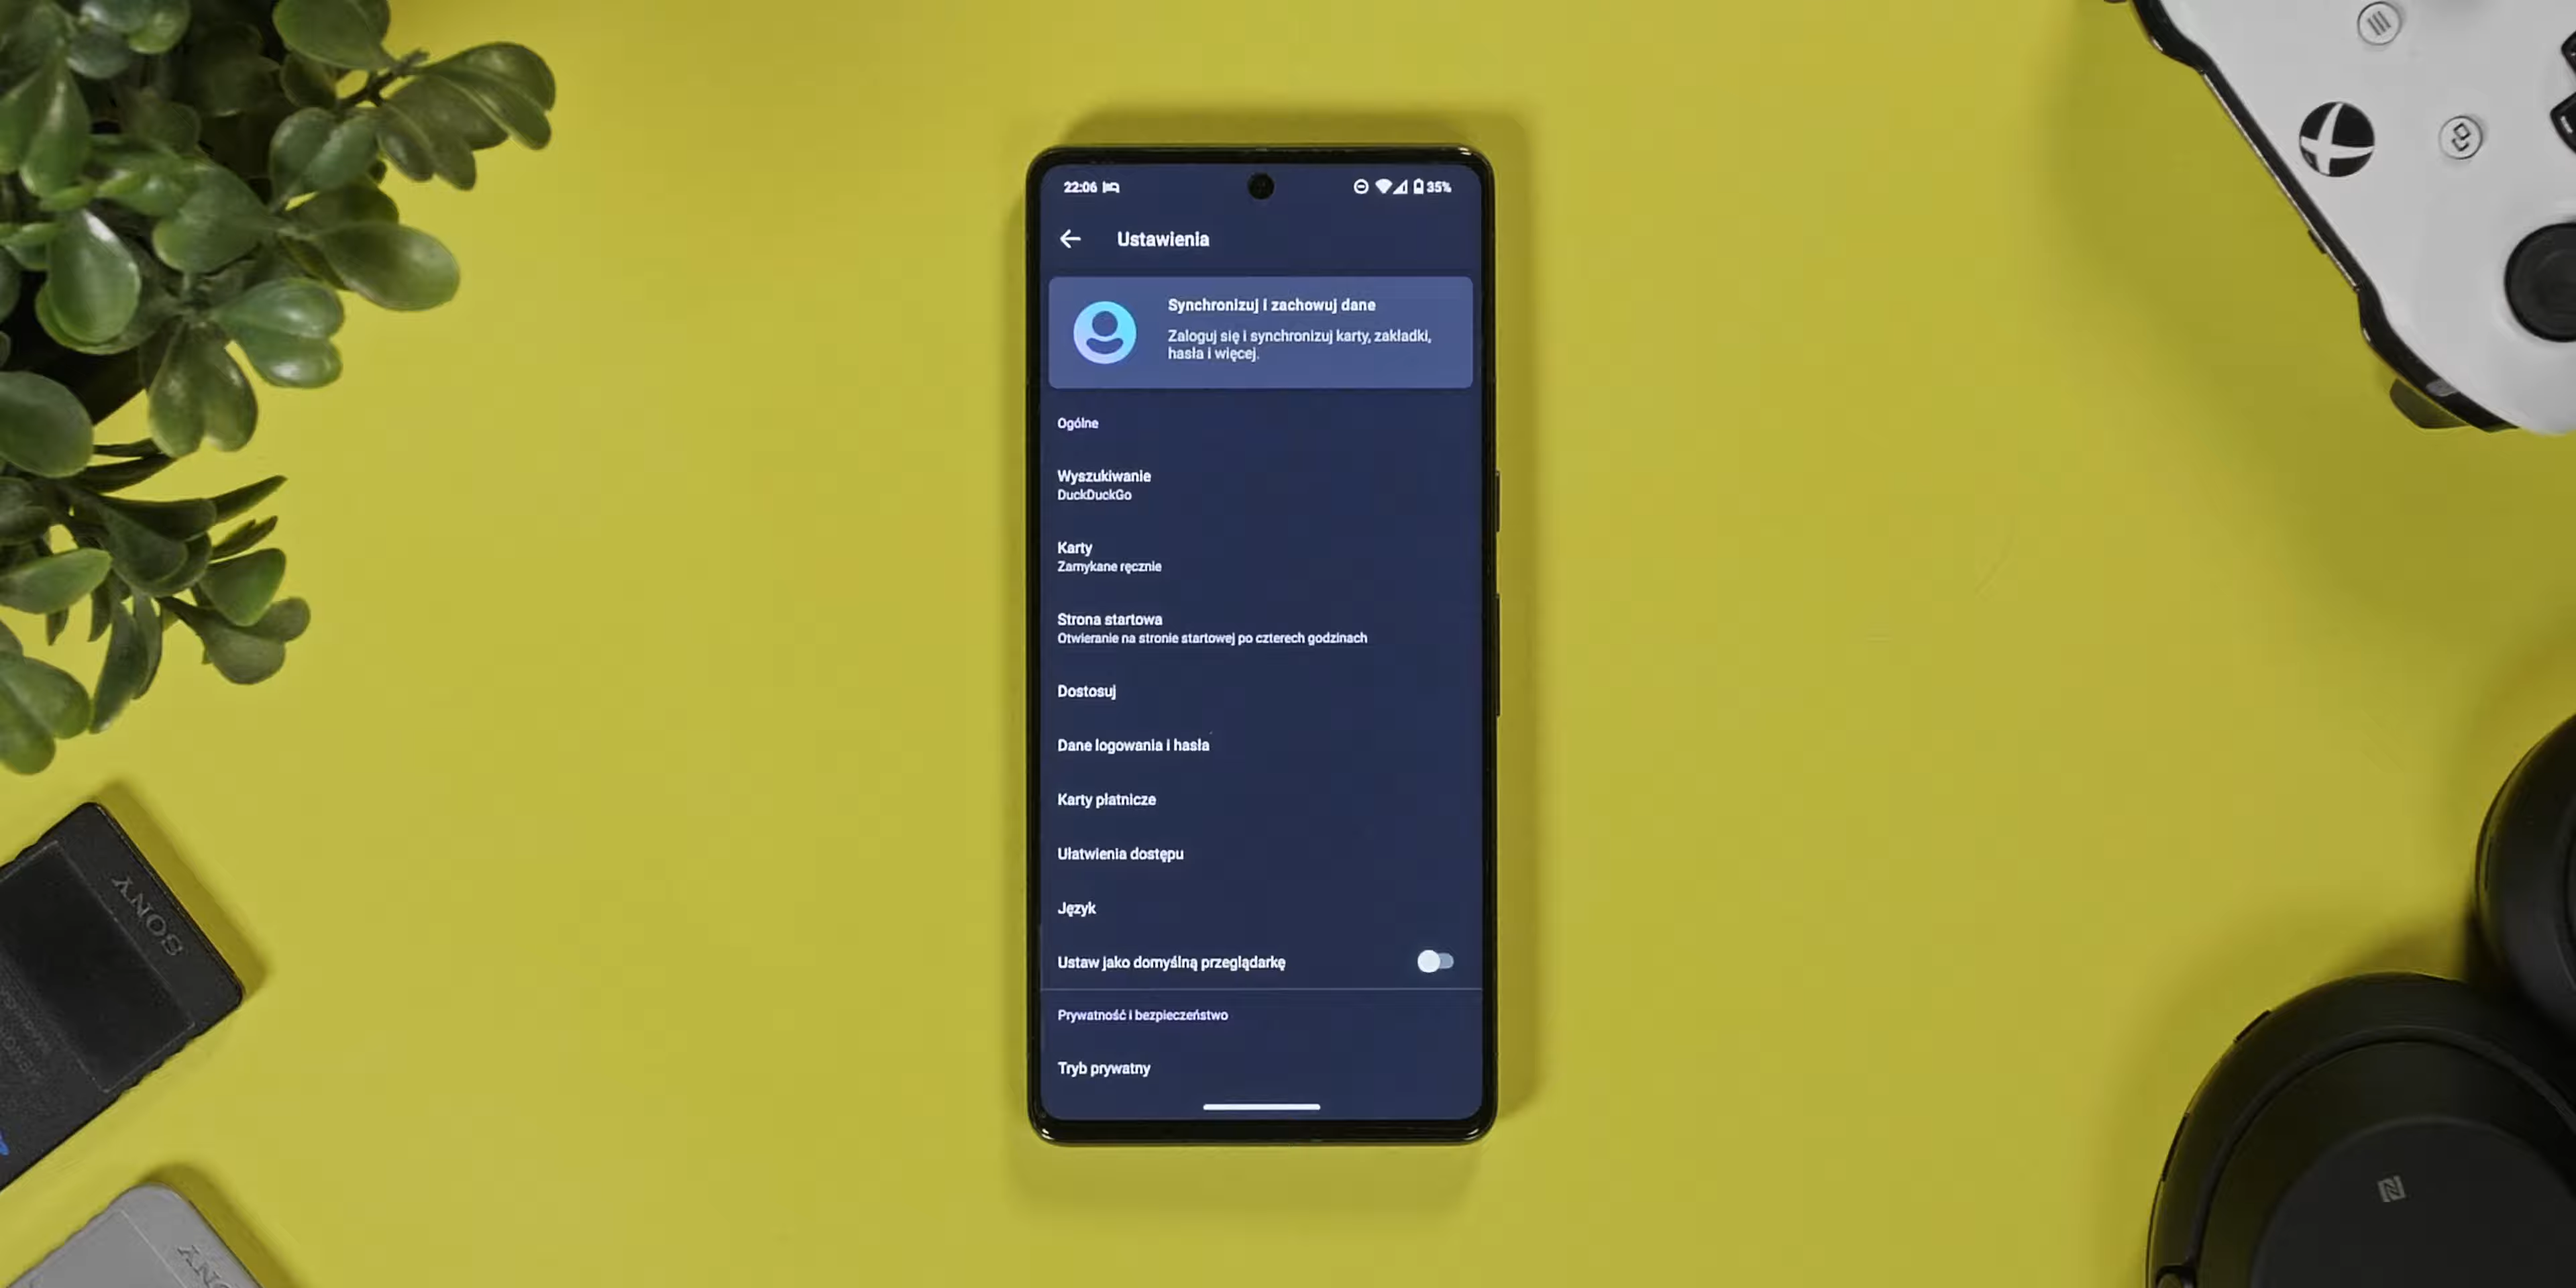 22:06
35%
Ustawienia
Synchronizuj i zachowuj dane
Zaloguj się i synchronizuj karty, zakładki,
hasła i więcej.
Ogólne
Wyszukiwanie
DuckDuckGo
Karty
Zamykane ręcznie
Strona startowa
Otwieranie na stronie startowej po czterech godzinach
Dostosuj
Dane logowania i hasła
Karty płatnicze
Ułatwienia dostępu
Język
Ustaw jako domyślną przeglądarkę
Prywatność i bezpieczeństwo
Tryb prywatny
SONY
SONY